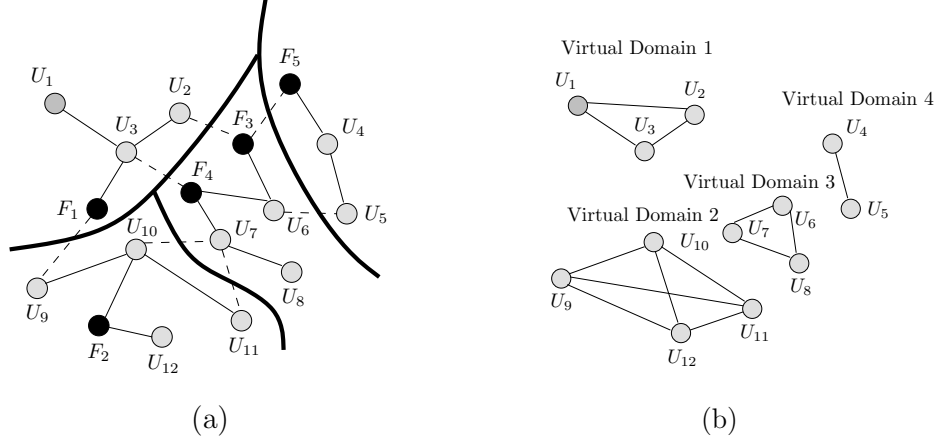 U₁
U₂
F₅
U₃
F₃
U₄
F₄
F₁
U₁₀
U₇
U₆
U₅
U₉
U₈
F₂
U₁₂
U₁₁
(a)
Virtual Domain 1
U₁
U₂
U₃
Virtual Domain 4
U₄
U₅
Virtual Domain 3
U₆
U₇
U₈
Virtual Domain 2
U₁₀
U₉
U₁₁
U₁₂
(b)